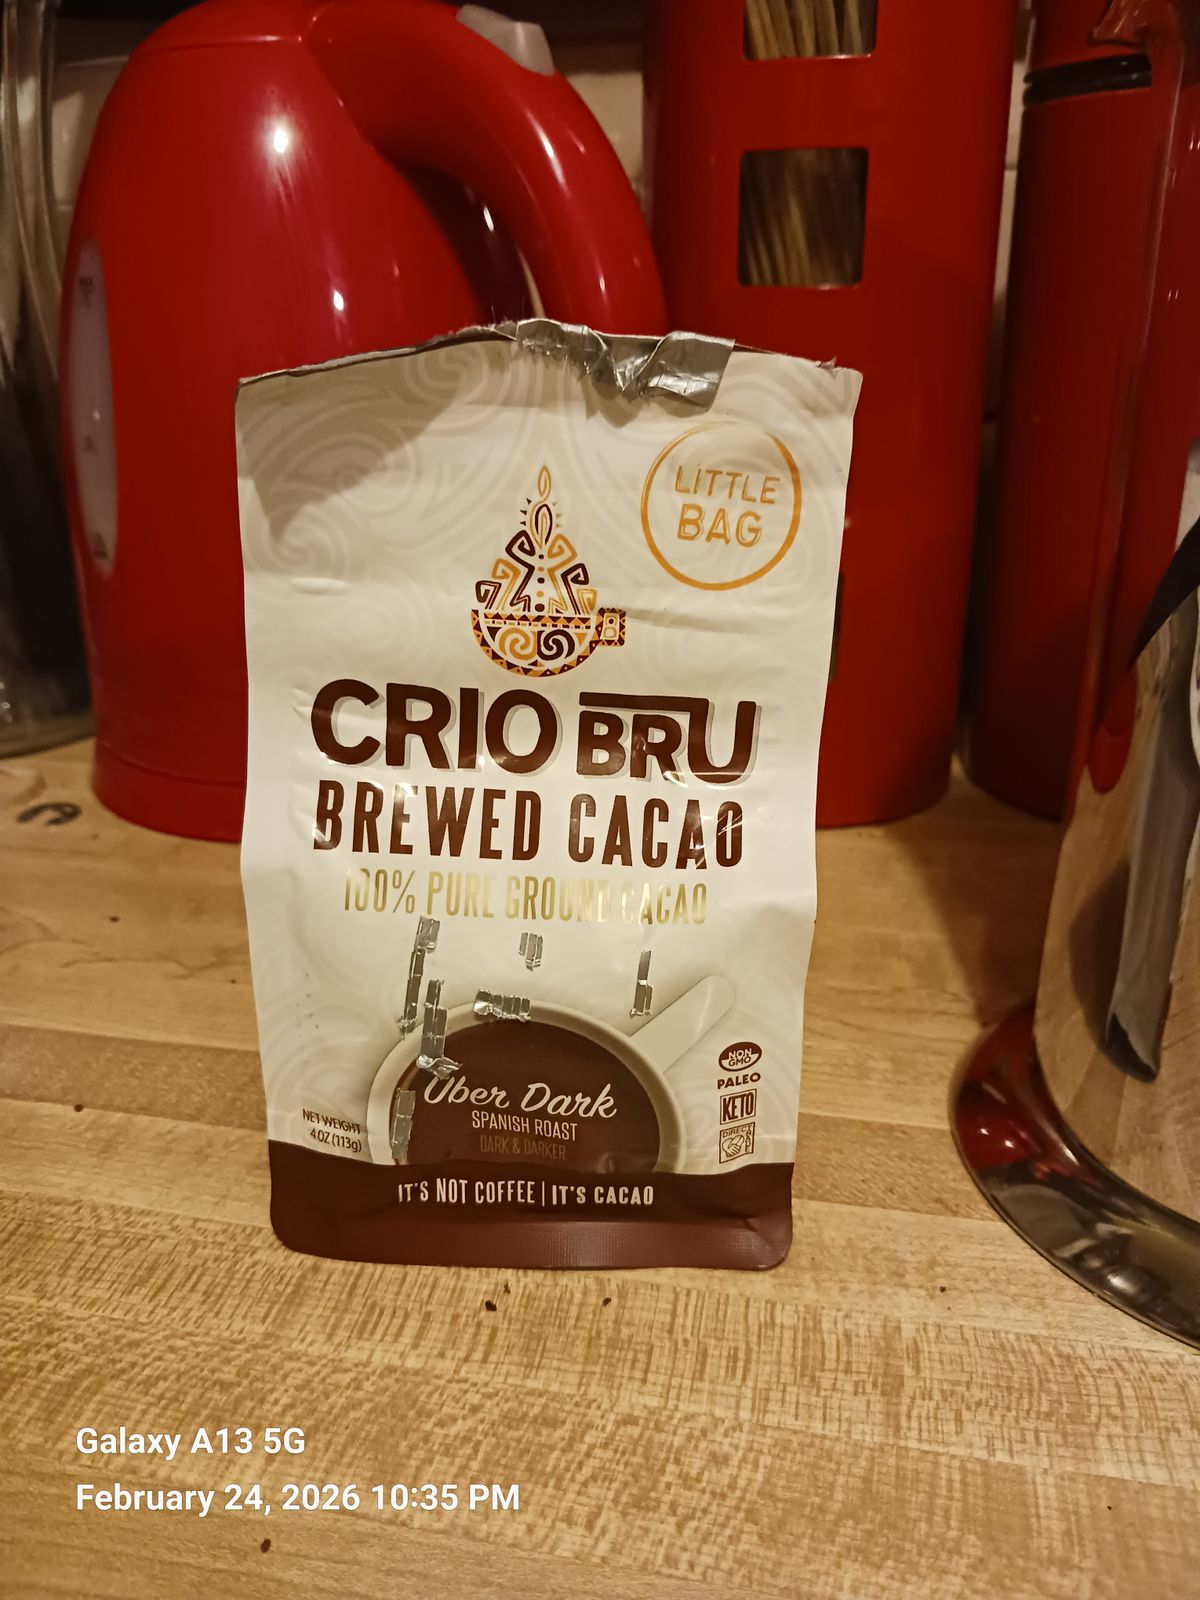 LITTLE
BAG
CRIO BRU
BREWED CACAO
100% PURE GROUND CACAO
Uber Dark
SPANISH ROAST
DARK & DARKER
NET WEIGHT
4 OZ (113g)
NON
GMO
PALEO
KETO
DIRECT
TRADE
IT'S NOT COFFEE | IT'S CACAO
Galaxy A13 5G
February 24, 2026 10:35 PM